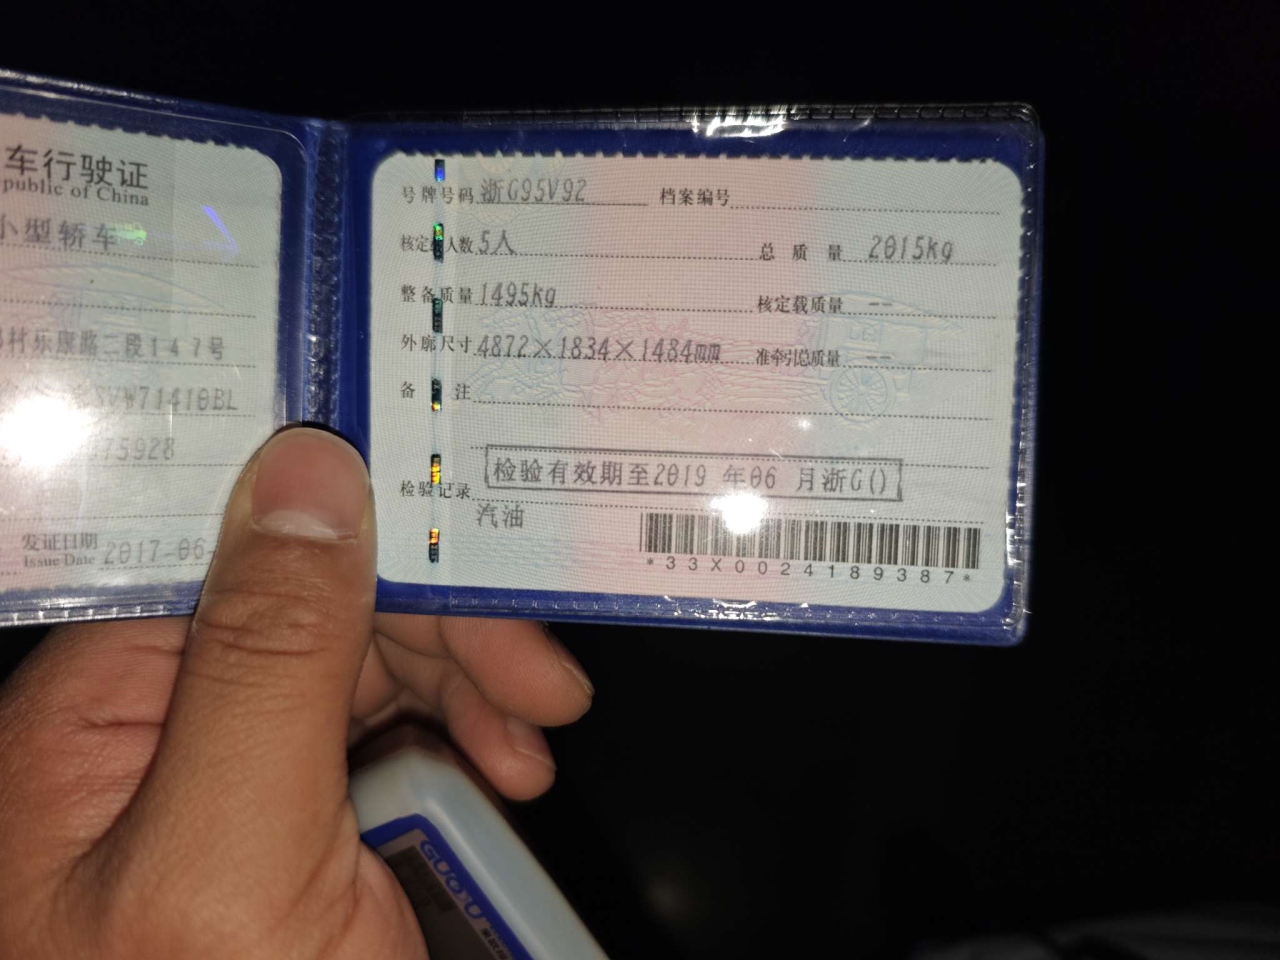 车行驶证
public of China
小型轿车
村乐康路二段147号
SVW71410BL
75928
发证日期 2017-06-
Issue Date
号牌号码 浙G95V92 档案编号
核定载人数 5人 总质量 2015kg
整备质量 1495kg 核定载质量 --
外廓尺寸 4872×1834×1484mm 准牵引总质量 --
备注
检验有效期至2019年06月浙G()
检验记录
汽油
*33X0024189387*
GUOYU